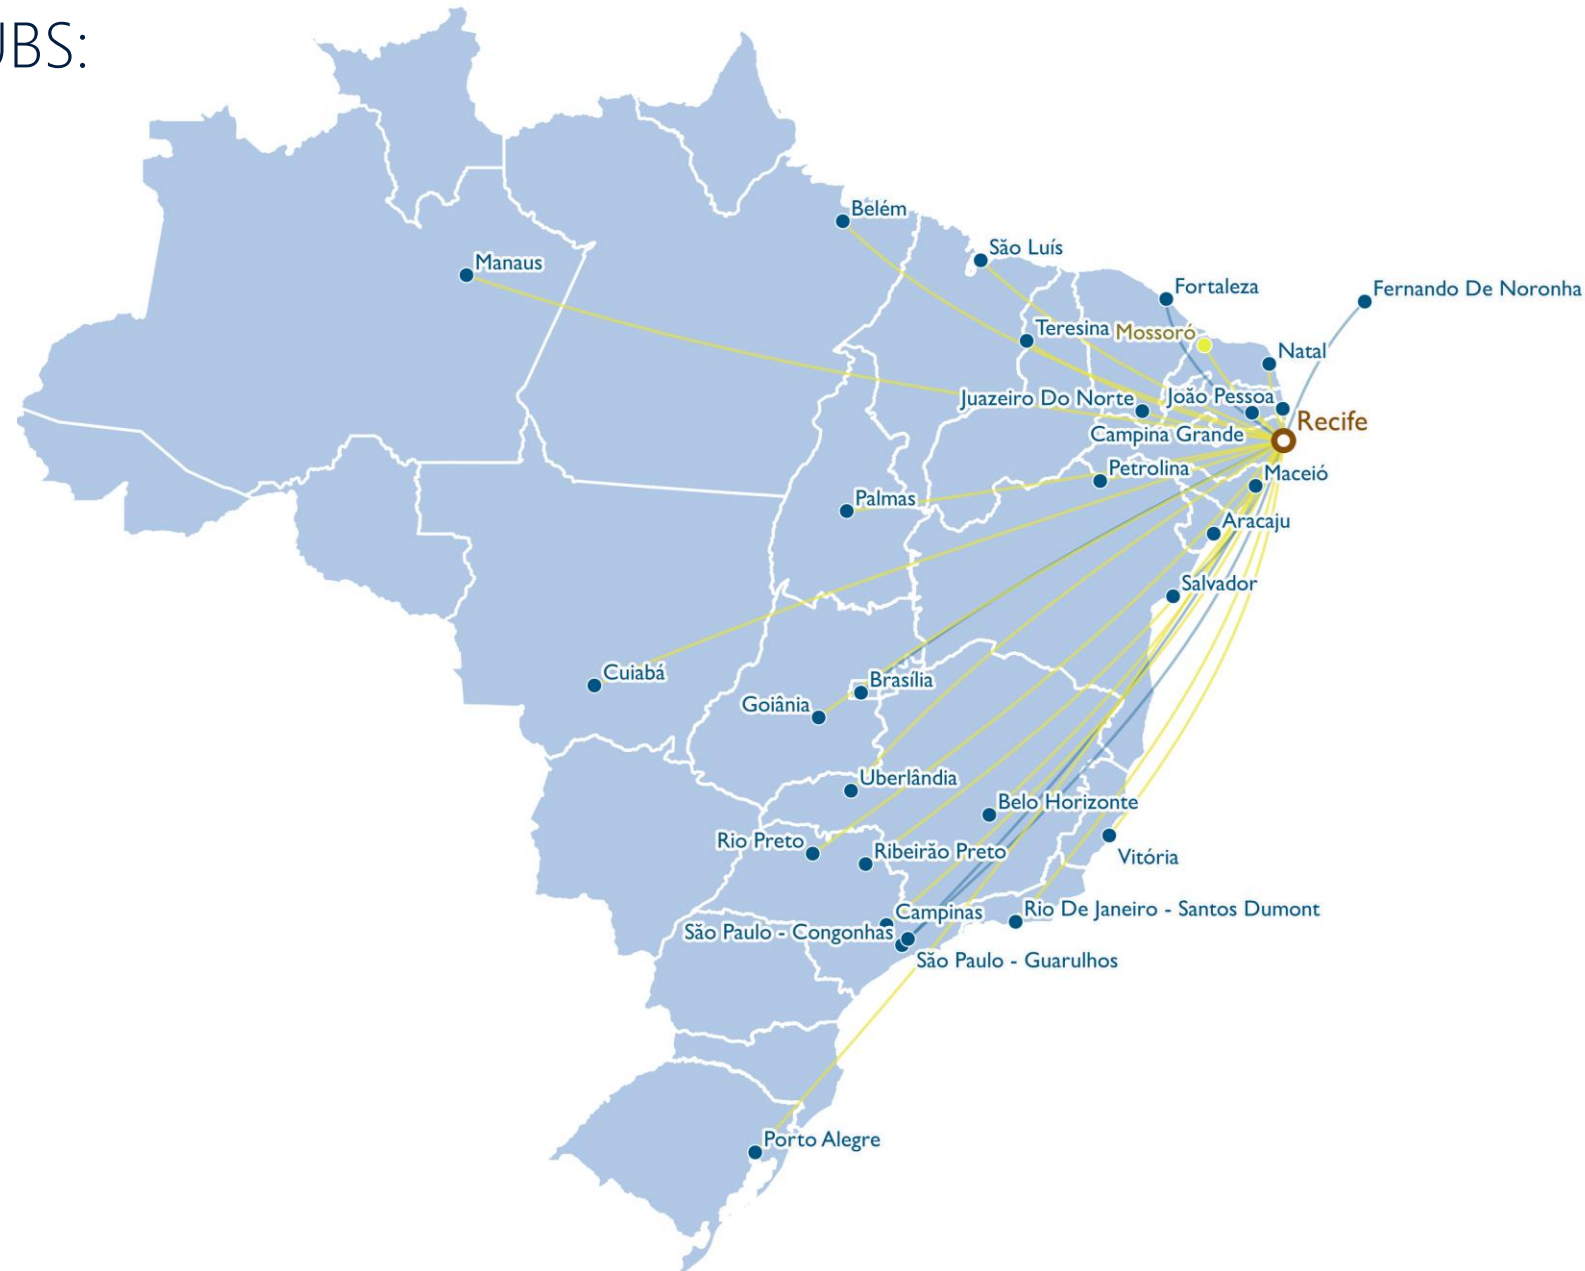 UBS:
Belém
São Luís
Manaus
Fortaleza
Fernando De Noronha
Teresina
Mossoró
Natal
Juazeiro Do Norte
João Pessoa
Recife
Campina Grande
Petrolina
Maceió
Palmas
Aracaju
Salvador
Cuiabá
Brasília
Goiânia
Uberlândia
Belo Horizonte
Rio Preto
Ribeirão Preto
Vitória
Campinas
Rio De Janeiro - Santos Dumont
São Paulo - Congonhas
São Paulo - Guarulhos
Porto Alegre